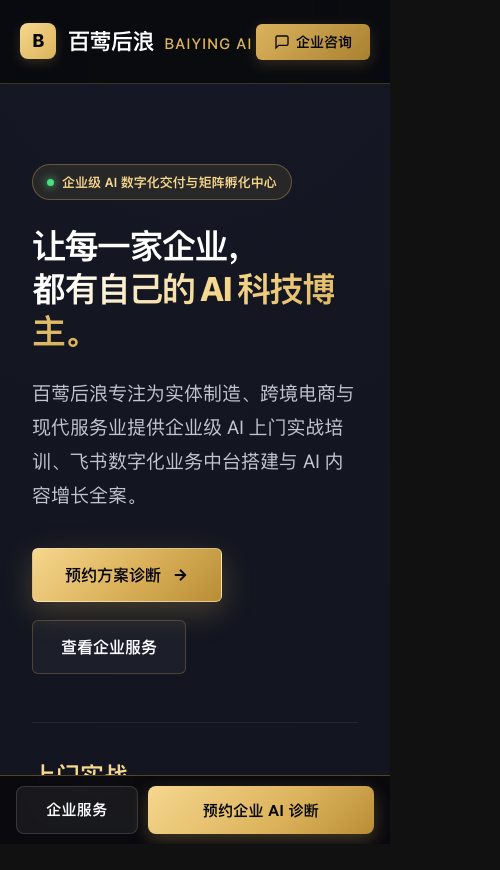 B 百莺后浪 BAIYING AI 企业咨询
企业级 AI 数字化交付与矩阵孵化中心
让每一家企业，
都有自己的 AI 科技博
主。
百莺后浪专注为实体制造、跨境电商与
现代服务业提供企业级 AI 上门实战培
训、飞书数字化业务中台搭建与 AI 内
容增长全案。
预约方案诊断 →
查看企业服务
上门实战
企业服务 预约企业 AI 诊断